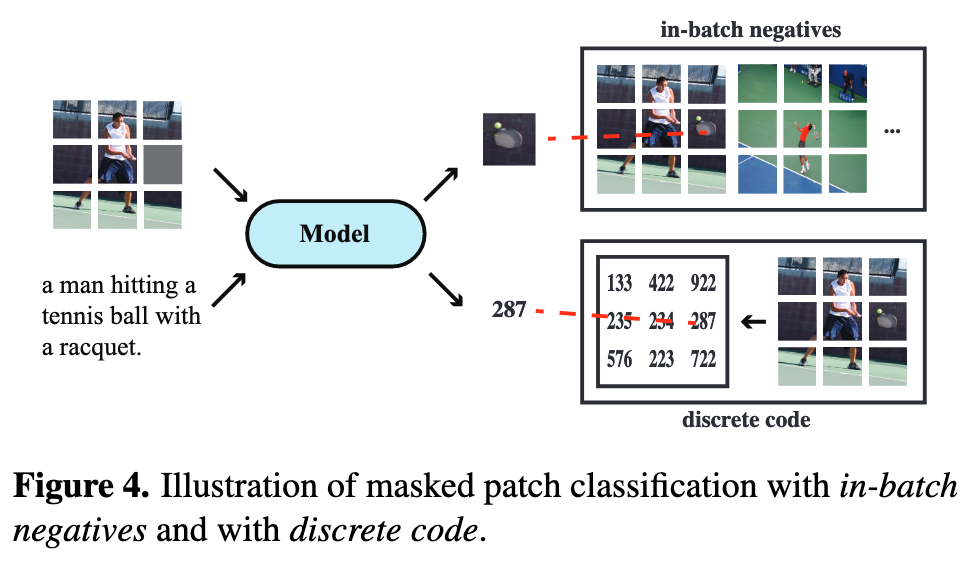 in-batch negatives
a man hitting a
tennis ball with
a racquet.
Model
...
287
133 422 922
235 234 287
576 223 722
discrete code
Figure 4. Illustration of masked patch classification with in-batch
negatives and with discrete code.